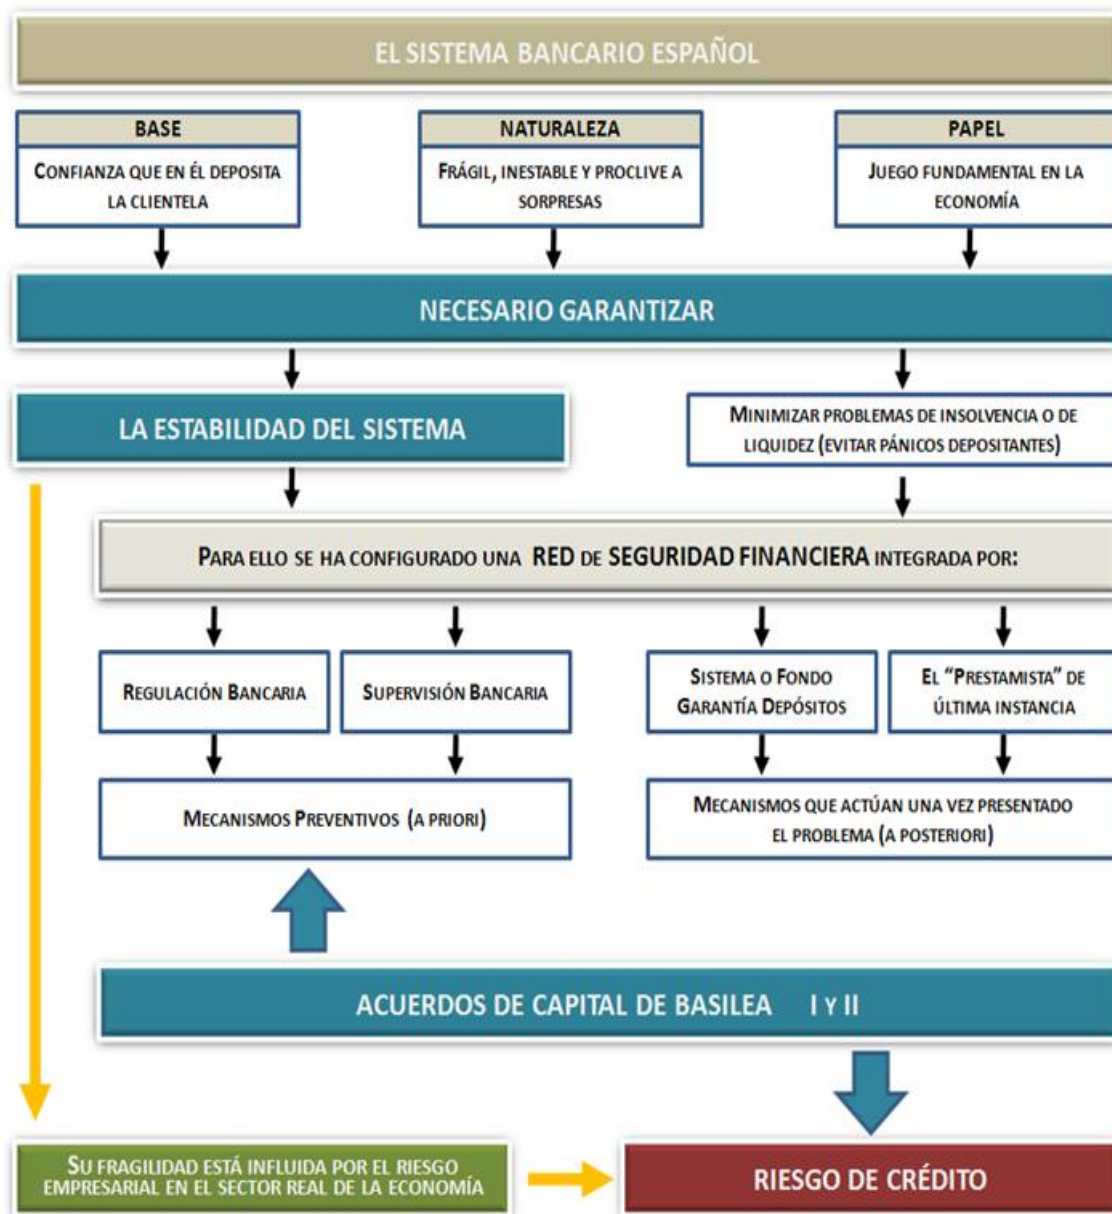 EL SISTEMA BANCARIO ESPAÑOL
BASE
CONFIANZA QUE EN ÉL DEPOSITA
LA CLIENTELA
NATURALEZA
FRÁGIL, INESTABLE Y PROCLIVE A
SORPRESAS
PAPEL
JUEGO FUNDAMENTAL EN LA
ECONOMÍA
NECESARIO GARANTIZAR
LA ESTABILIDAD DEL SISTEMA
MINIMIZAR PROBLEMAS DE INSOLVENCIA O DE
LIQUIDEZ (EVITAR PÁNICOS DEPOSITANTES)
PARA ELLO SE HA CONFIGURADO UNA RED DE SEGURIDAD FINANCIERA INTEGRADA POR:
REGULACIÓN BANCARIA
SUPERVISIÓN BANCARIA
SISTEMA O FONDO
GARANTÍA DEPÓSITOS
EL “PRESTAMISTA” DE
ÚLTIMA INSTANCIA
MECANISMOS PREVENTIVOS (A PRIORI)
MECANISMOS QUE ACTÚAN UNA VEZ PRESENTADO
EL PROBLEMA (A POSTERIORI)
ACUERDOS DE CAPITAL DE BASILEA I Y II
SU FRAGILIDAD ESTÁ INFLUIDA POR EL RIESGO
EMPRESARIAL EN EL SECTOR REAL DE LA ECONOMÍA
RIESGO DE CRÉDITO